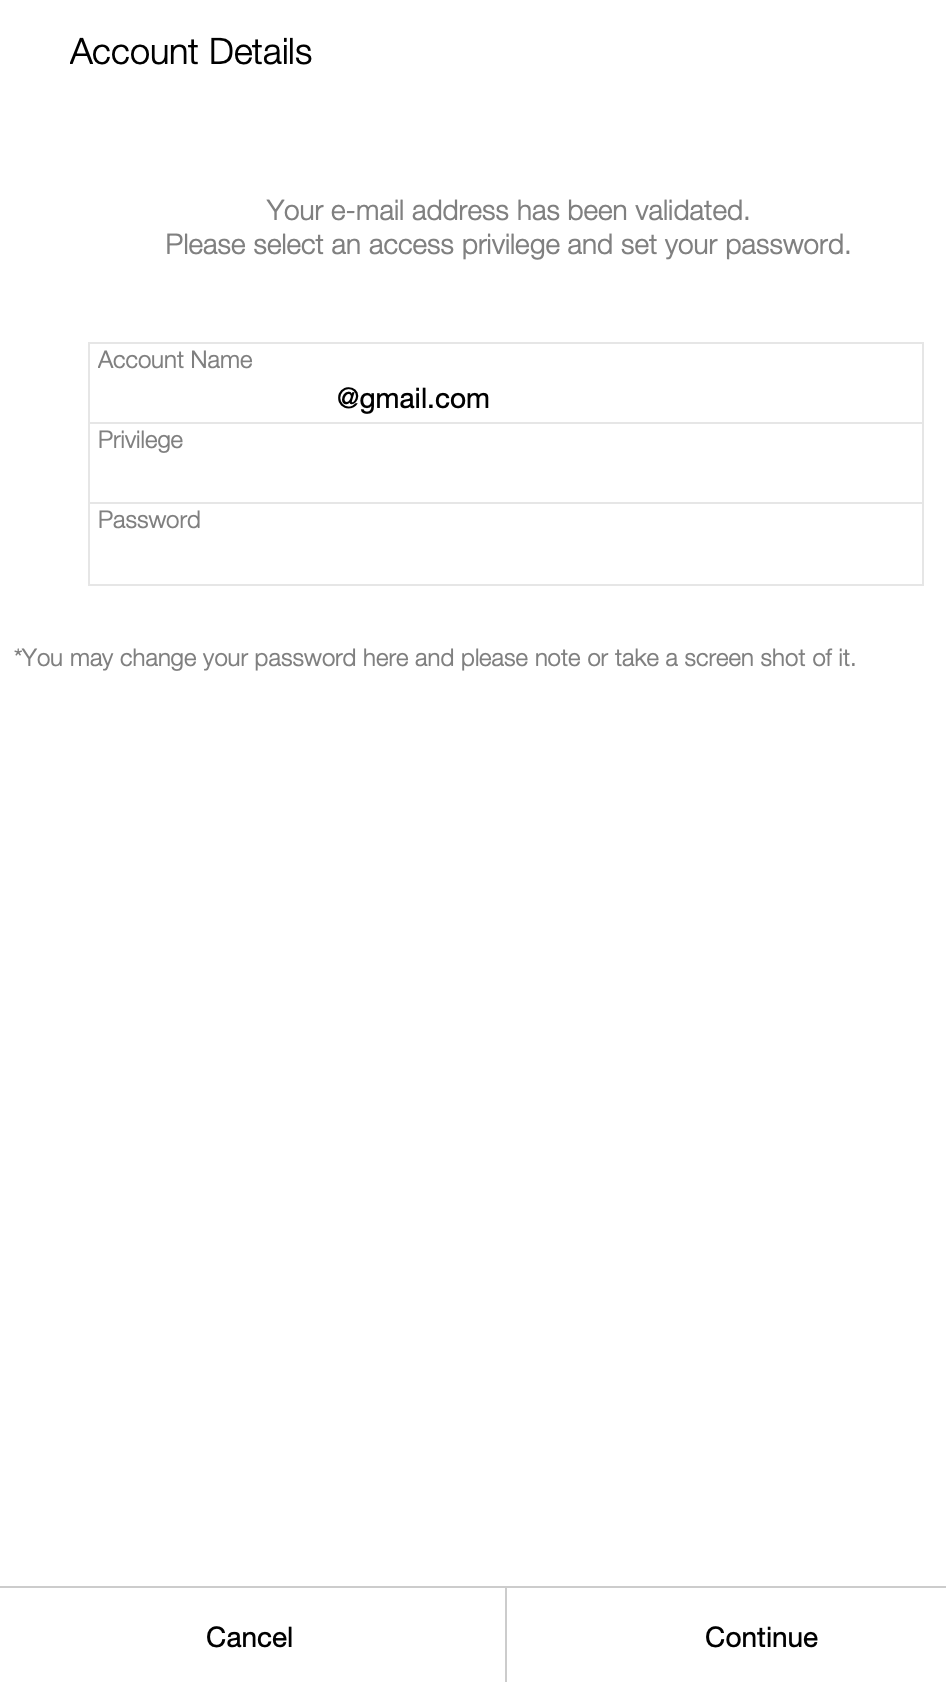 Account Details
Your e-mail address has been validated.
Please select an access privilege and set your password.
Account Name
@gmail.com
Privilege
Password
*You may change your password here and please note or take a screen shot of it.
Cancel
Continue